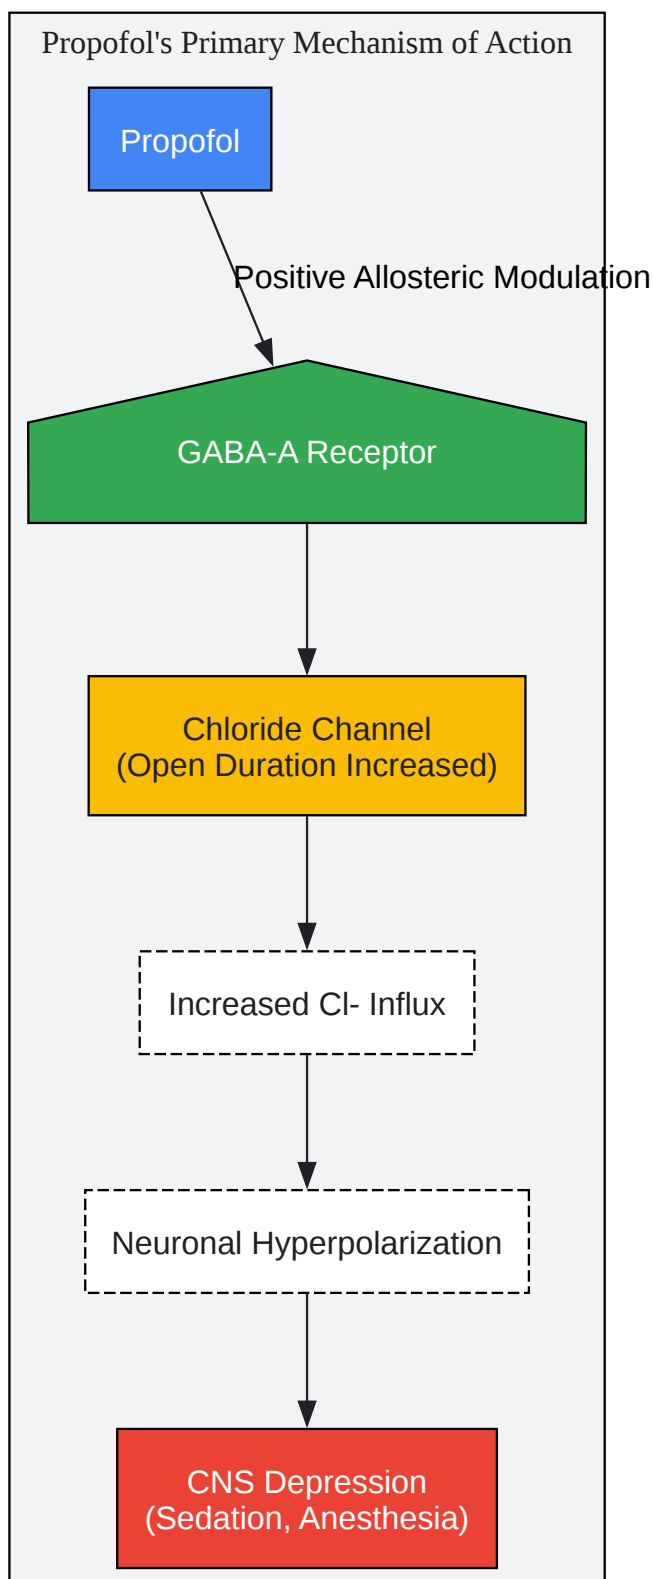 Propofol's Primary Mechanism of Action
Propofol
Positive Allosteric Modulation
GABA-A Receptor
Chloride Channel
(Open Duration Increased)
Increased Cl- Influx
Neuronal Hyperpolarization
CNS Depression
(Sedation, Anesthesia)